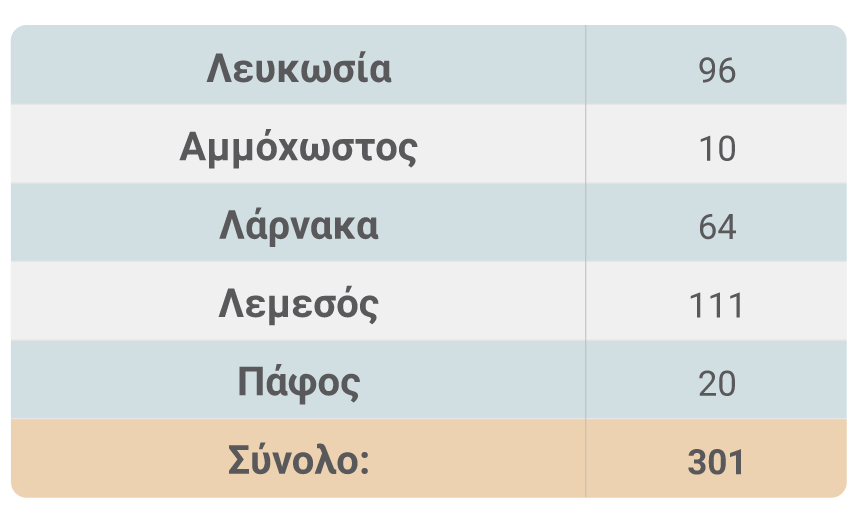 Λευκωσία 96
Αμμόχωστος 10
Λάρνακα 64
Λεμεσός 111
Πάφος 20
Σύνολο: 301